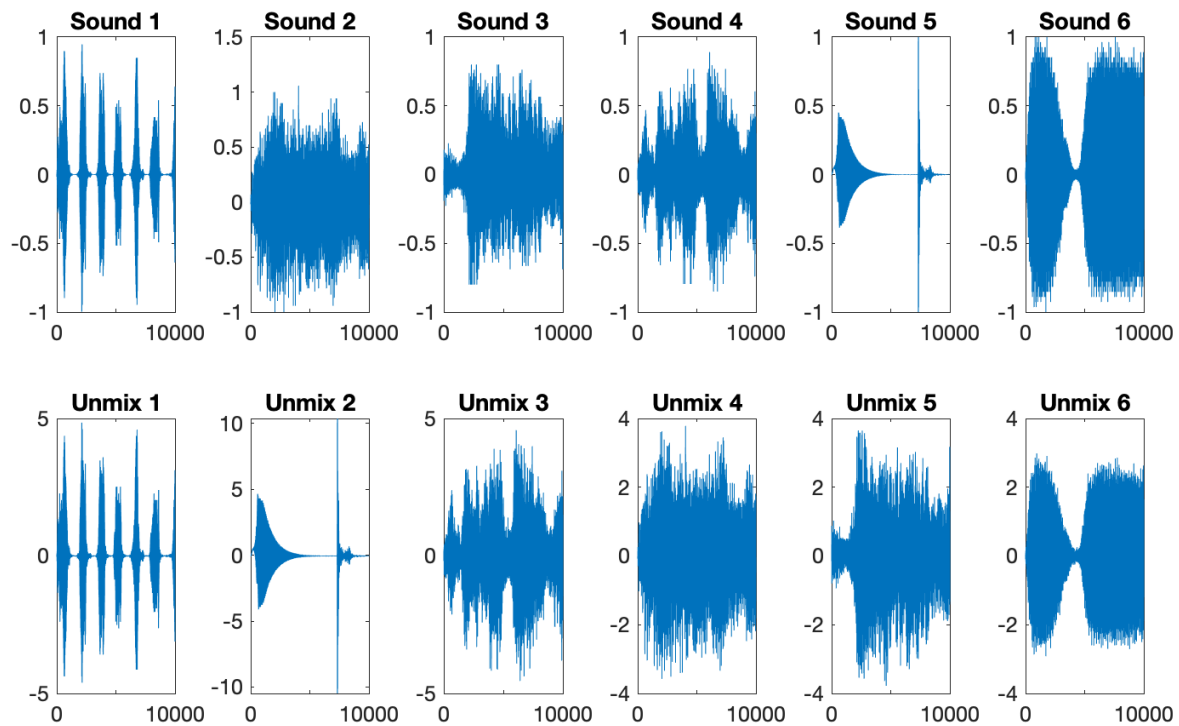 Sound 1 Sound 2 Sound 3 Sound 4 Sound 5 Sound 6
1 1.5 1 1 1 1
1
0.5 0.5 0.5 0.5 0.5
0.5
0 0 0 0 0
0
-0.5 -0.5 -0.5 -0.5 -0.5
-0.5
-1 -1 -1 -1 -1 -1
0 10000 0 10000 0 10000 0 10000 0 10000 0 10000
Unmix 1 Unmix 2 Unmix 3 Unmix 4 Unmix 5 Unmix 6
5 10 5 4 4 4
5 2 2 2
0 0 0 0 0 0
-5 -2 -2 -2
-5 -10 -5 -4 -4 -4
0 10000 0 10000 0 10000 0 10000 0 10000 0 10000